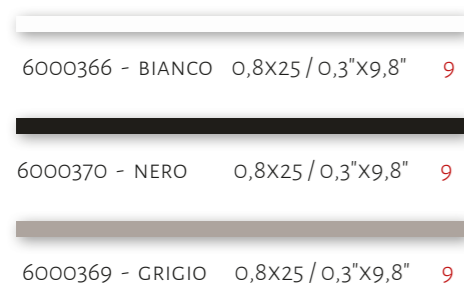 6000366 - BIANCO 0,8X25 / 0,3"X9,8" 9
6000370 - NERO 0,8X25 / 0,3"X9,8" 9
6000369 - GRIGIO 0,8X25 / 0,3"X9,8" 9